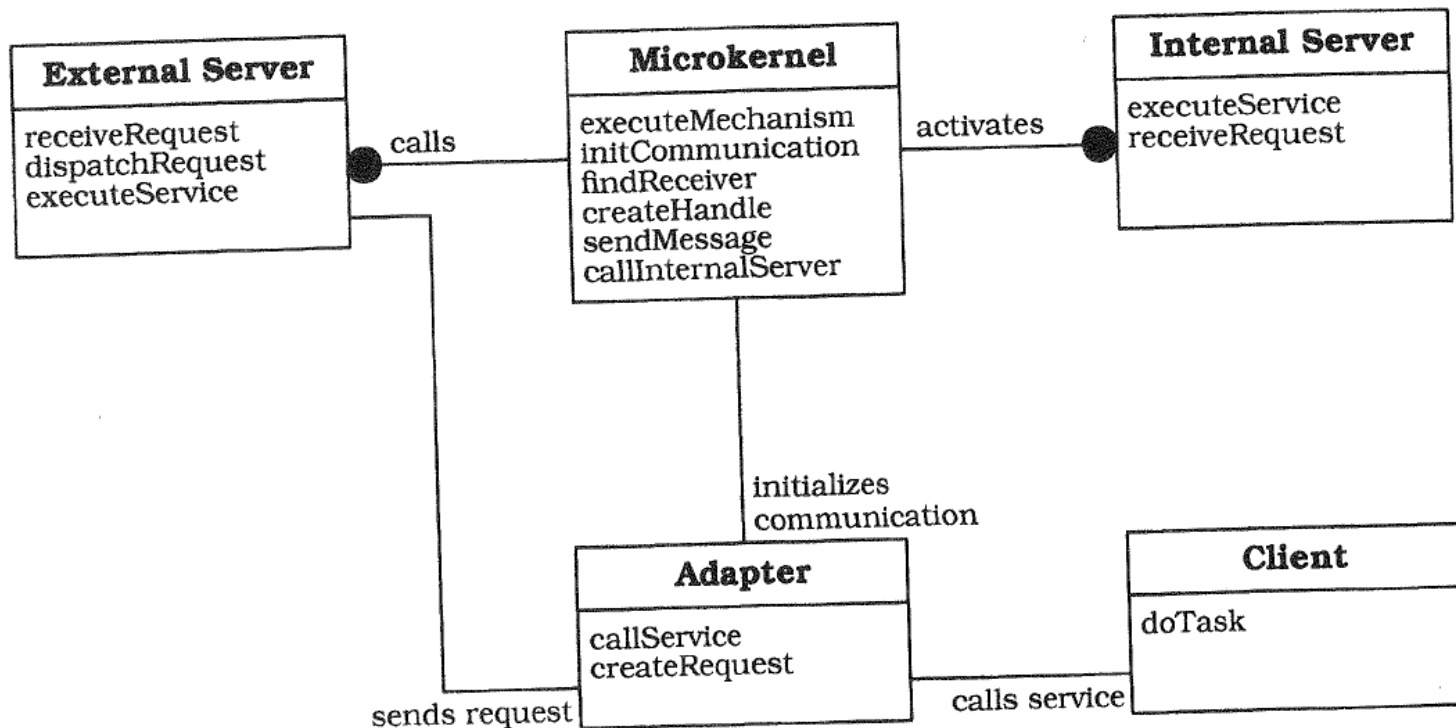 External Server
receiveRequest
dispatchRequest
executeService
calls
Microkernel
executeMechanism
initCommunication
findReceiver
createHandle
sendMessage
callInternalServer
activates
Internal Server
executeService
receiveRequest
initializes
communication
Adapter
callService
createRequest
sends request
calls service
Client
doTask